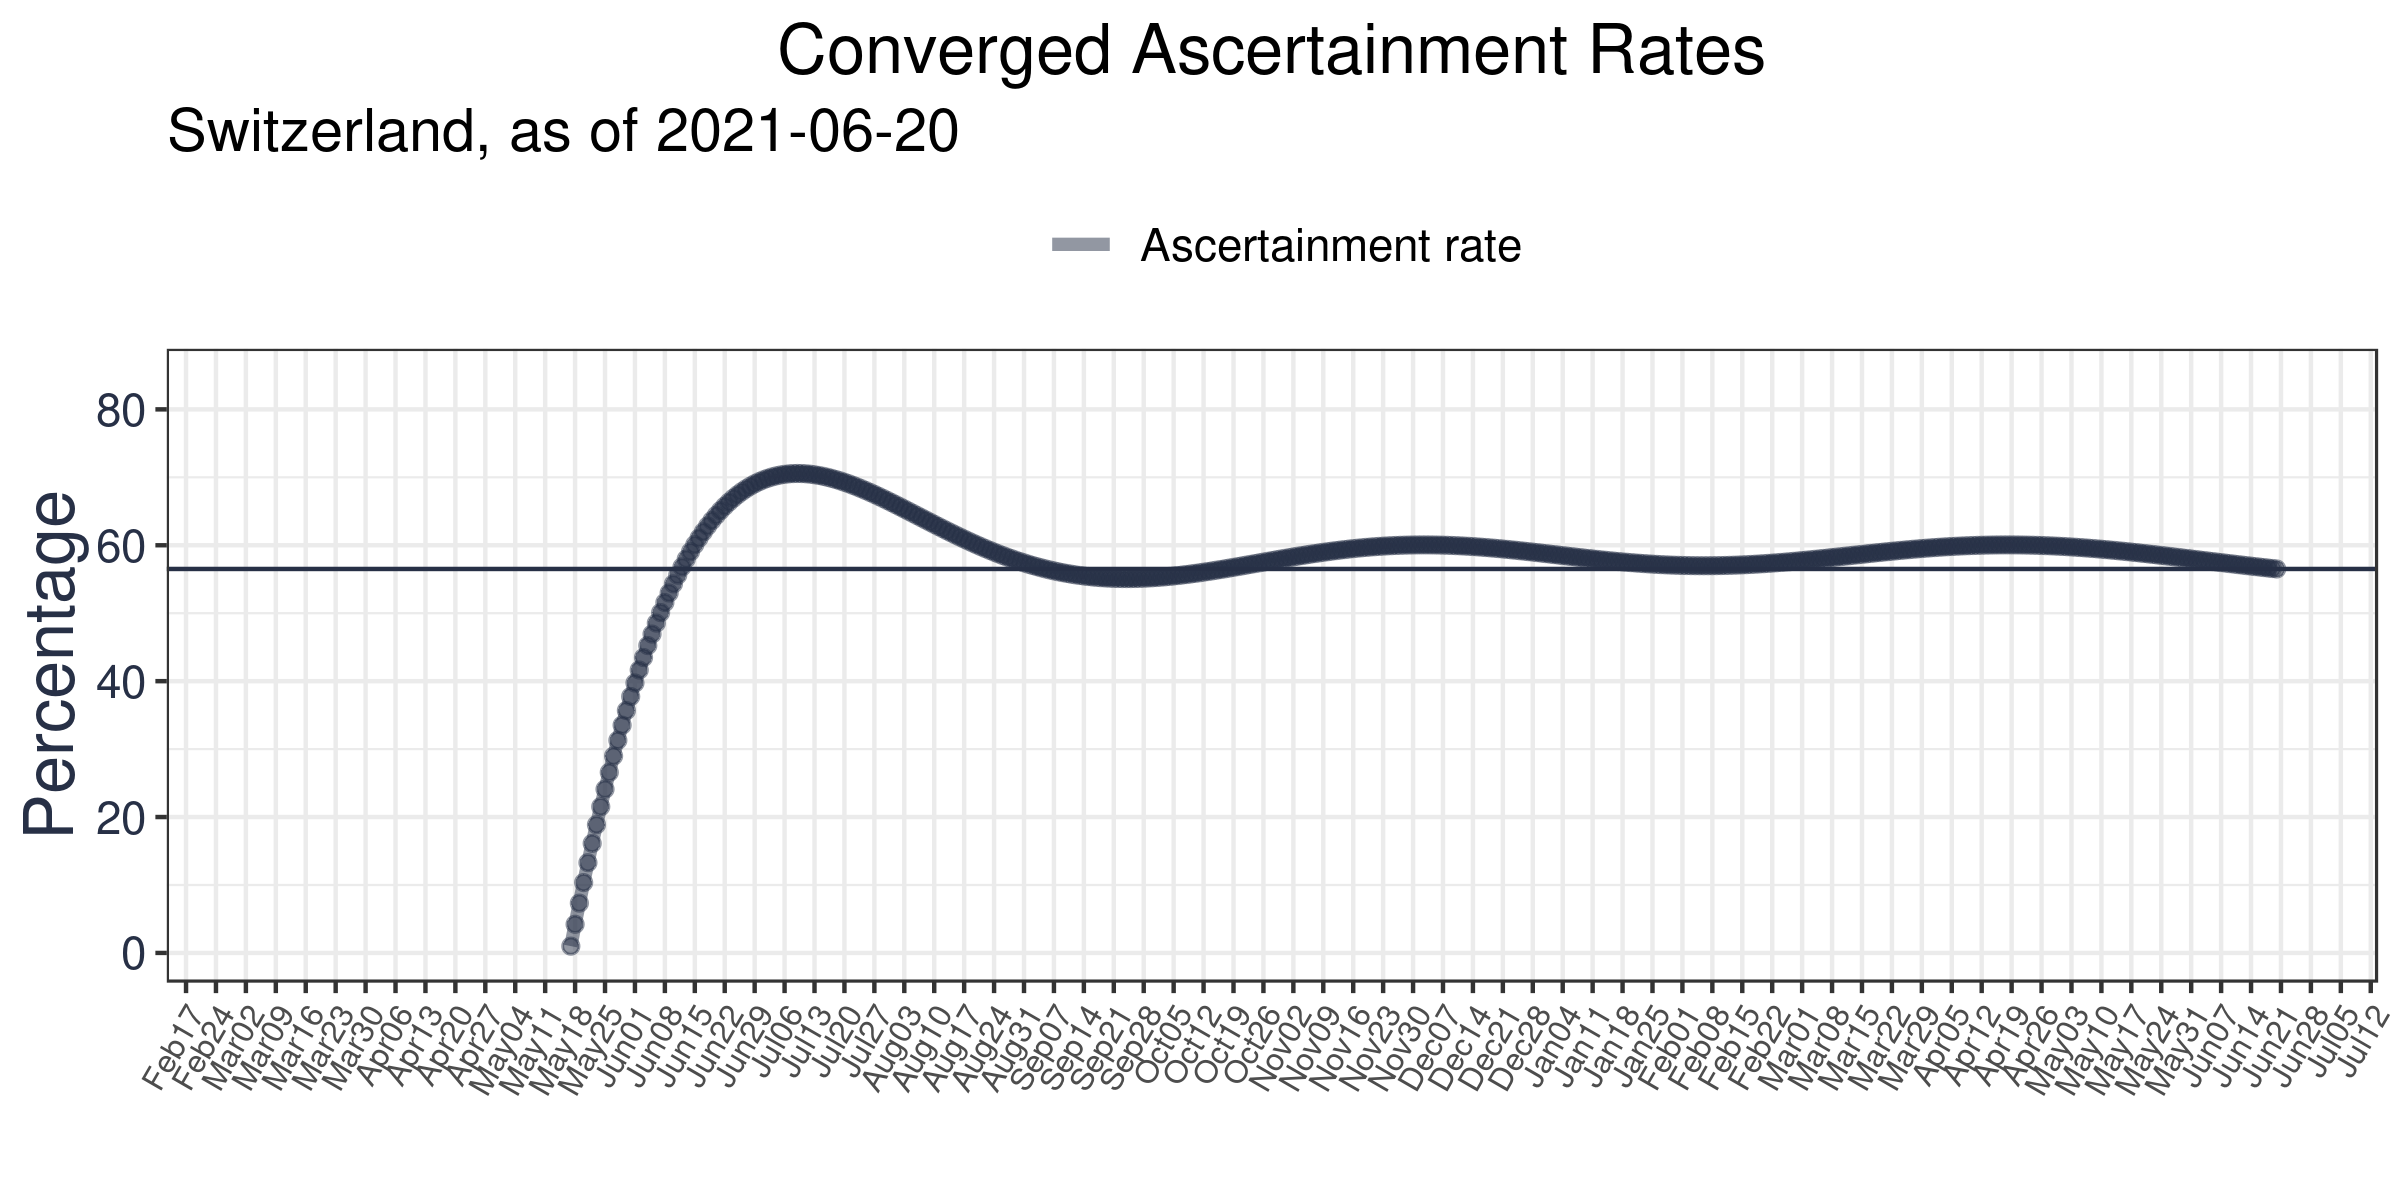 Converged Ascertainment Rates
Switzerland, as of 2021-06-20
Ascertainment rate
Percentage
80
60
40
20
0
Feb17
Feb24
Mar02
Mar09
Mar16
Mar23
Mar30
Apr06
Apr13
Apr20
Apr27
May04
May11
May18
May25
Jun01
Jun08
Jun15
Jun22
Jun29
Jul06
Jul13
Jul20
Jul27
Aug03
Aug10
Aug17
Aug24
Aug31
Sep07
Sep14
Sep21
Sep28
Oct05
Oct12
Oct19
Oct26
Nov02
Nov09
Nov16
Nov23
Nov30
Dec07
Dec14
Dec21
Dec28
Jan04
Jan11
Jan18
Jan25
Feb01
Feb08
Feb15
Feb22
Mar01
Mar08
Mar15
Mar22
Mar29
Apr05
Apr12
Apr19
Apr26
May03
May10
May17
May24
May31
Jun07
Jun14
Jun21
Jun28
Jul05
Jul12